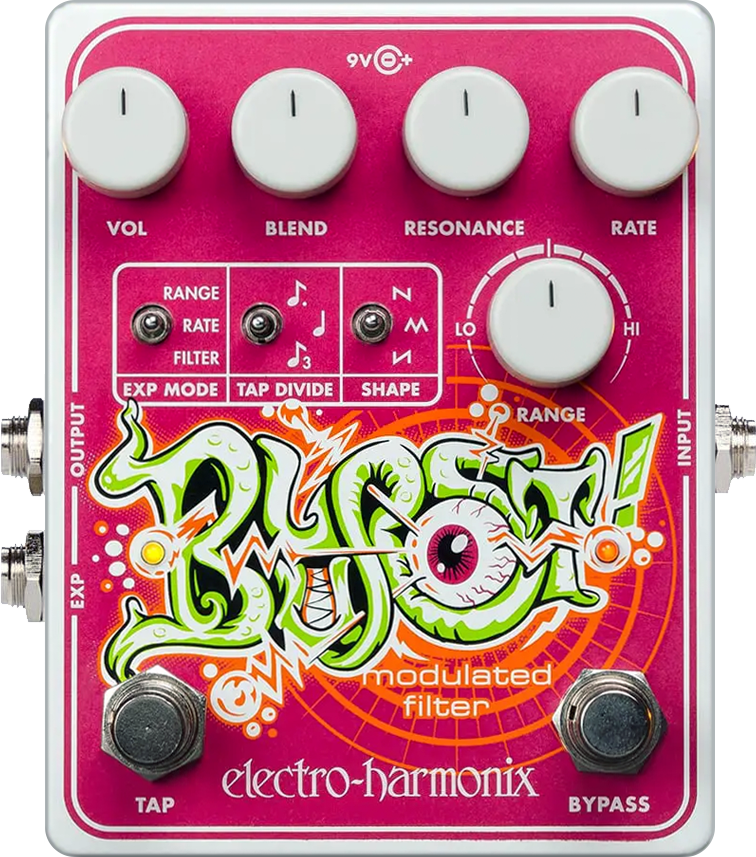 9V +
VOL BLEND RESONANCE RATE
RANGE
RATE
FILTER
3
EXP MODE TAP DIVIDE SHAPE
LO HI
RANGE
OUTPUT
INPUT
EXP
BLURST!
modulated
filter
electro-harmonix
TAP BYPASS